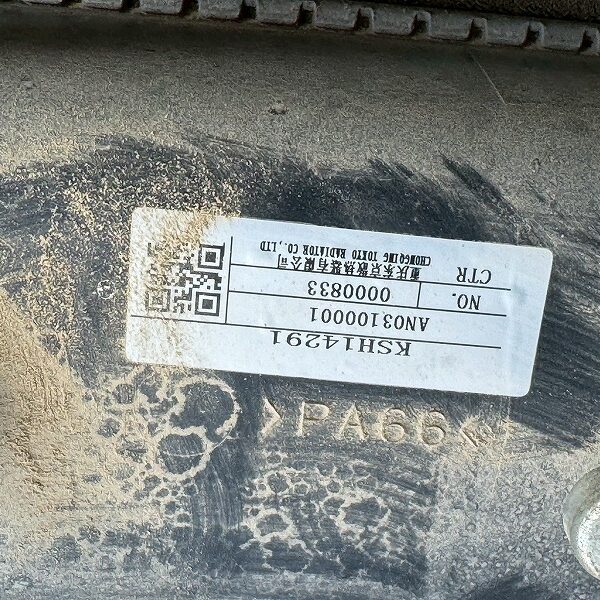 KSH14291
AN03100001
NO. 0000833
CTR 重庆东京散热器有限公司
CHONGQING TOKYO RADIATOR CO.,LTD
>PA66<